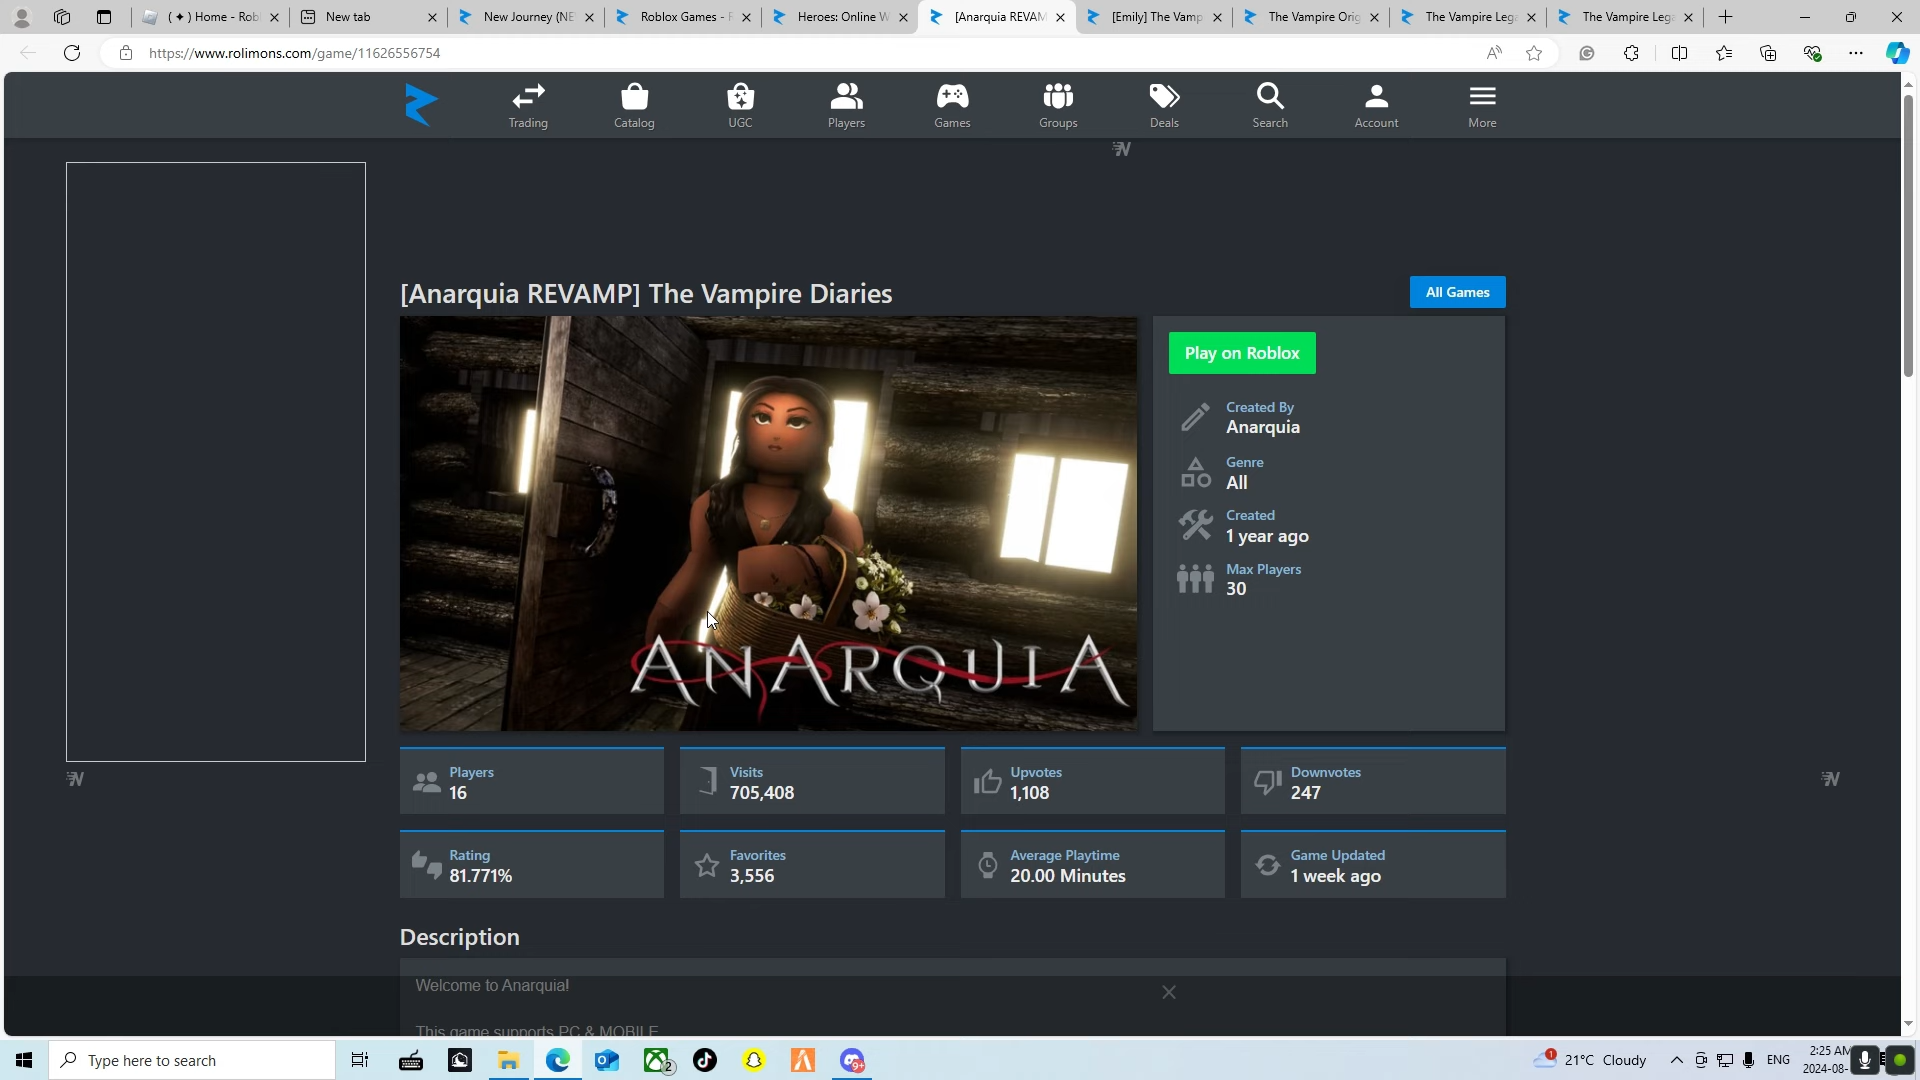 ( ✦ ) Home - Rob
New tab
New Journey (NE
Roblox Games - F
Heroes: Online W
[Anarquia REVAM
[Emily] The Vamp
The Vampire Orig
The Vampire Lega
The Vampire Lega
https://www.rolimons.com/game/11626556754
Trading
Catalog
UGC
Players
Games
Groups
Deals
Search
Account
More
[Anarquia REVAMP] The Vampire Diaries
All Games
ANARQUIA
Play on Roblox
Created By
Anarquia
Genre
All
Created
1 year ago
Max Players
30
Players
16
Visits
705,408
Upvotes
1,108
Downvotes
247
Rating
81.771%
Favorites
3,556
Average Playtime
20.00 Minutes
Game Updated
1 week ago
Description
Welcome to Anarquia!
This game supports PC & MOBILE
Type here to search
2
9+
1
21°C Cloudy
ENG
2:25 AM
2024-08-